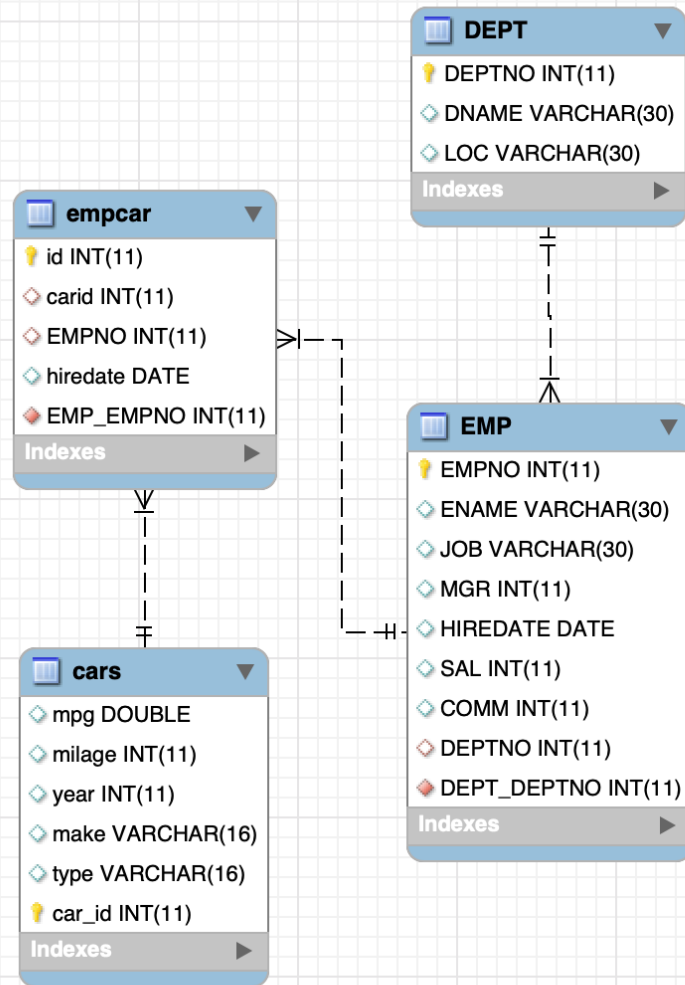 DEPT
DEPTNO INT(11)
DNAME VARCHAR(30)
LOC VARCHAR(30)
Indexes
empcar
id INT(11)
carid INT(11)
EMPNO INT(11)
hiredate DATE
EMP_EMPNO INT(11)
Indexes
EMP
EMPNO INT(11)
ENAME VARCHAR(30)
JOB VARCHAR(30)
MGR INT(11)
HIREDATE DATE
SAL INT(11)
COMM INT(11)
DEPTNO INT(11)
DEPT_DEPTNO INT(11)
Indexes
cars
mpg DOUBLE
milage INT(11)
year INT(11)
make VARCHAR(16)
type VARCHAR(16)
car_id INT(11)
Indexes